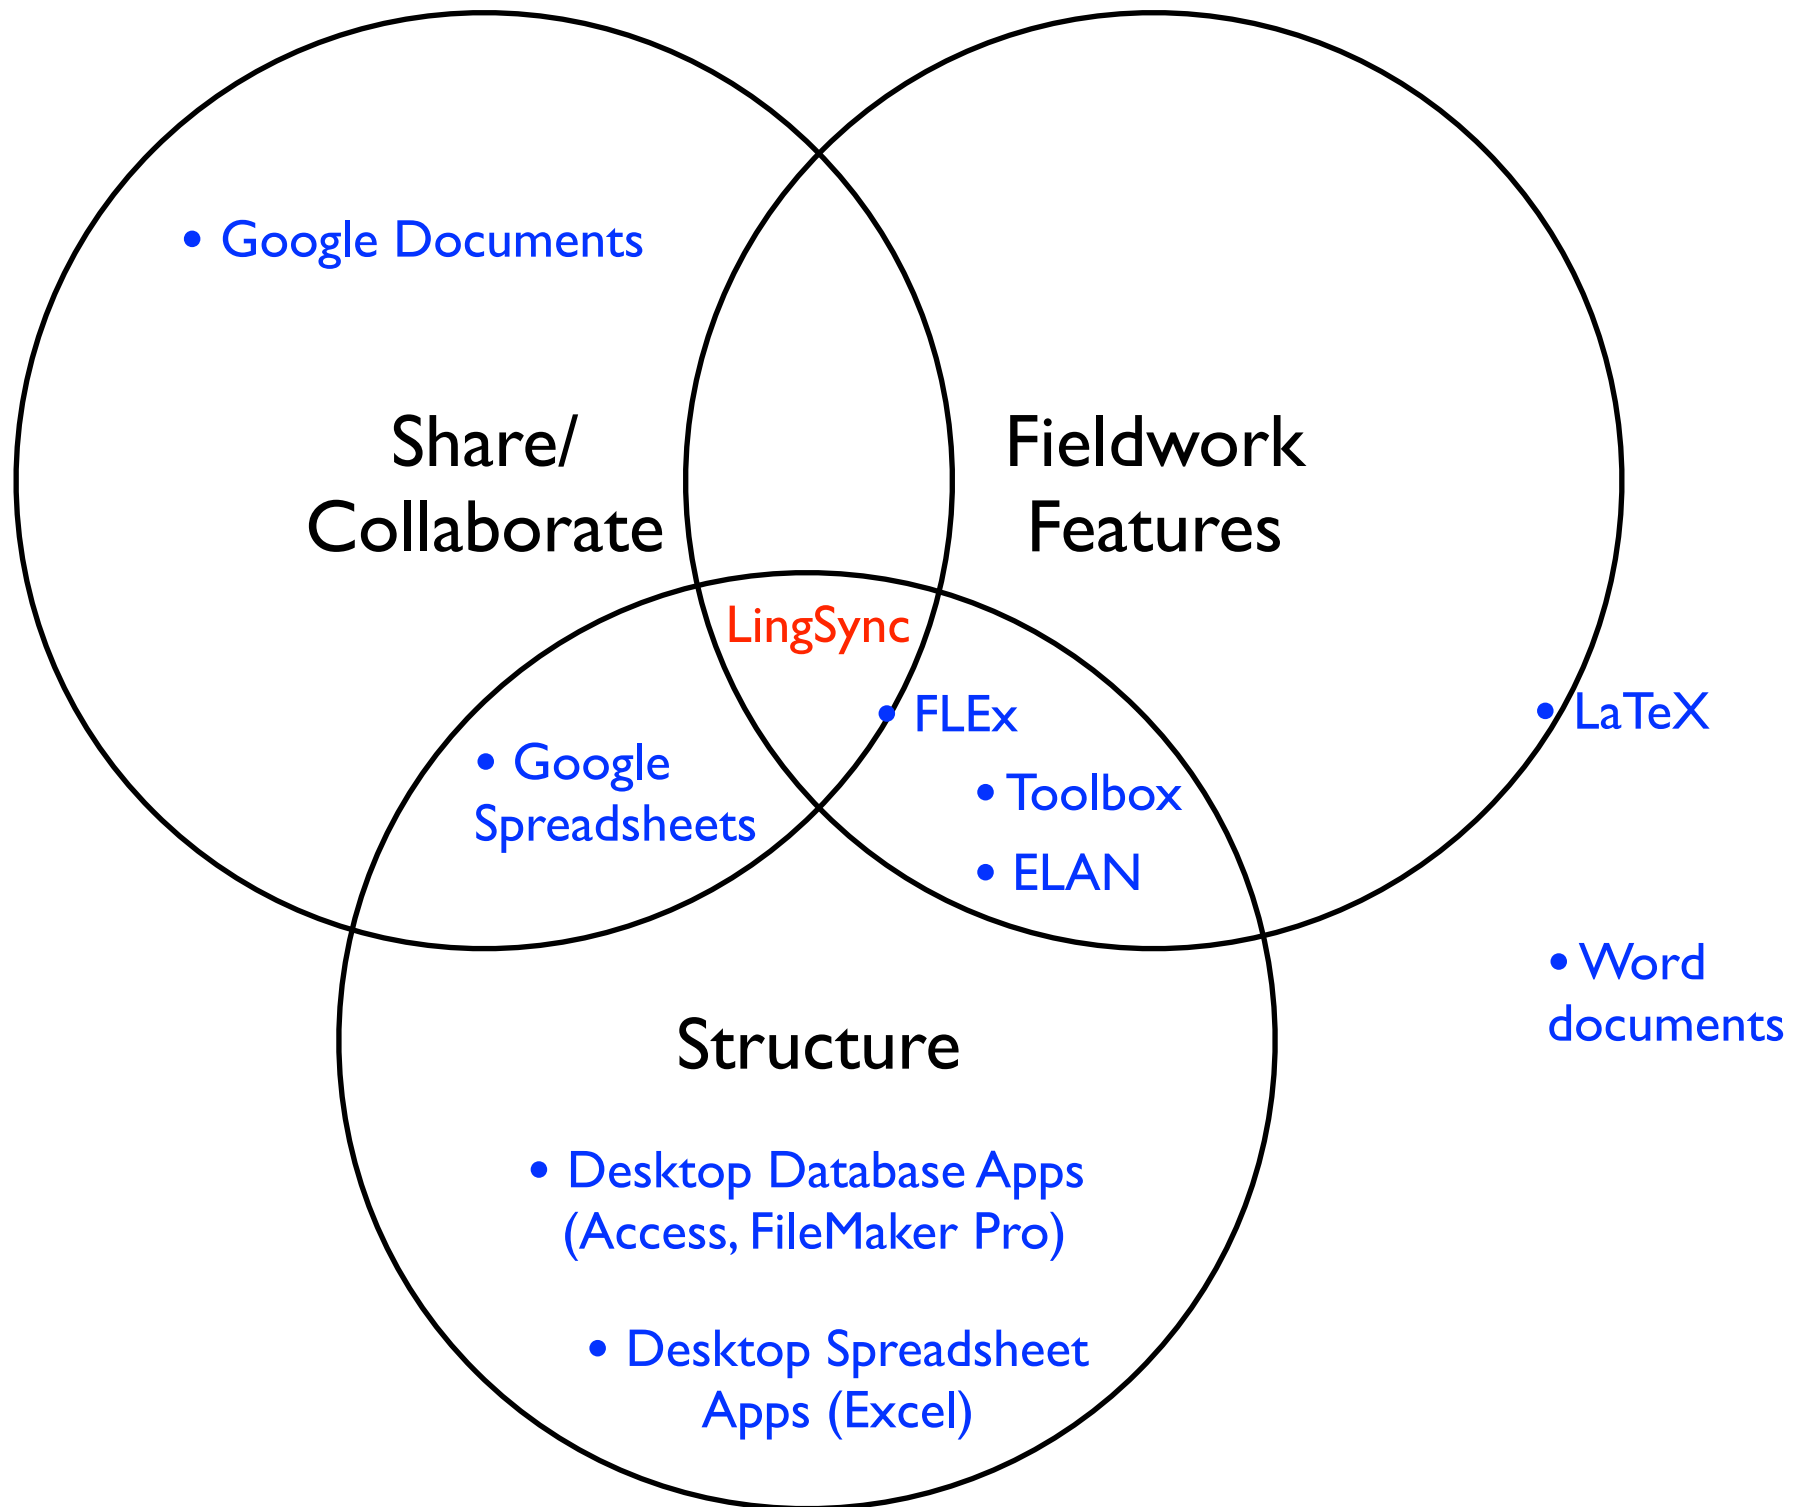 • Google Documents
Share/
Collaborate
Fieldwork
Features
LingSync
• FLEx
• LaTeX
• Google
Spreadsheets
• Toolbox
• ELAN
• Word
documents
Structure
• Desktop Database Apps
(Access, FileMaker Pro)
• Desktop Spreadsheet
Apps (Excel)